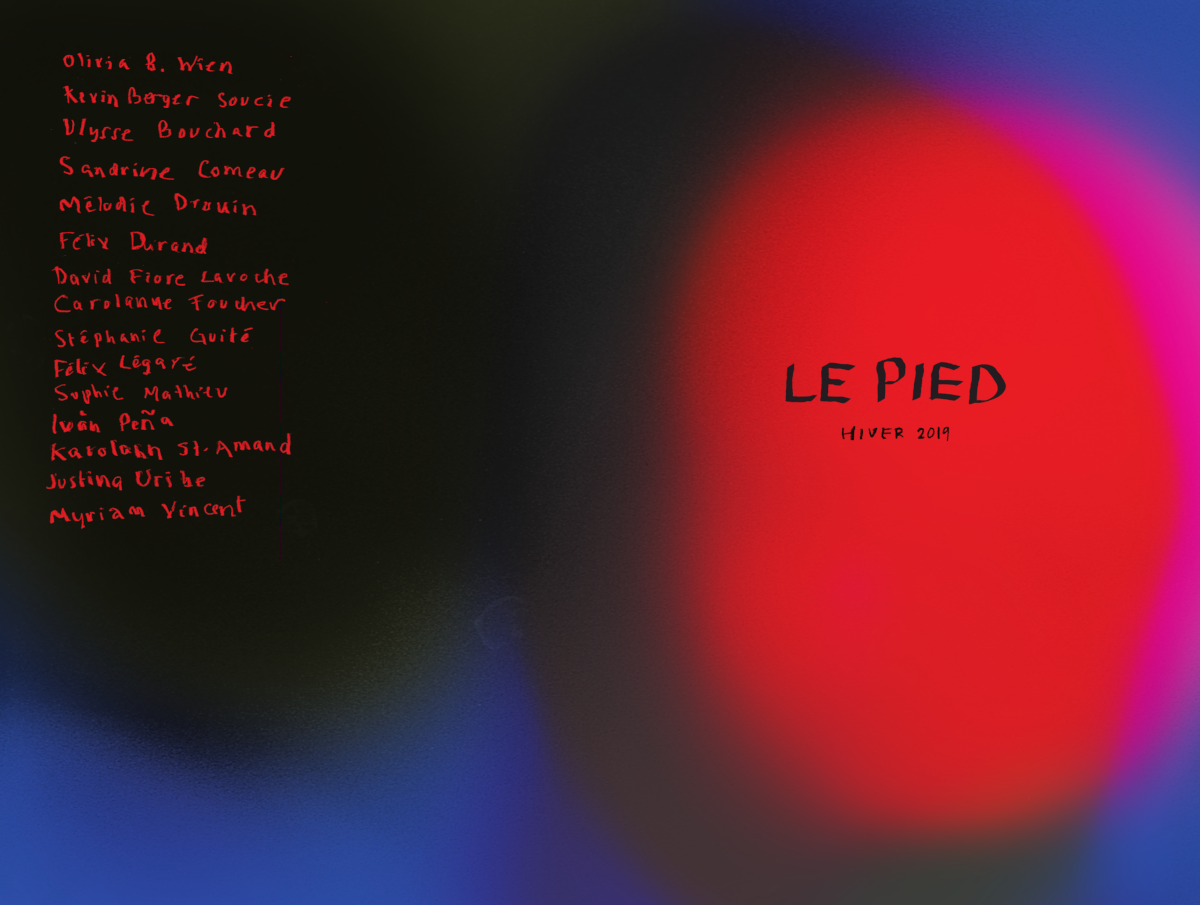 Olivia B. Wien
Kevin Berger Soucie
Ulysse Bouchard
Sandrine Comeau
Mélodie Drouin
Félix Durand
David Fiore Laroche
Carolanne Foucher
Stéphanie Guité
Félix Légaré
Sophie Mathieu
Iván Peña
Karolann St-Amand
Justina Uribe
Myriam Vincent
LE PIED
HIVER 2019